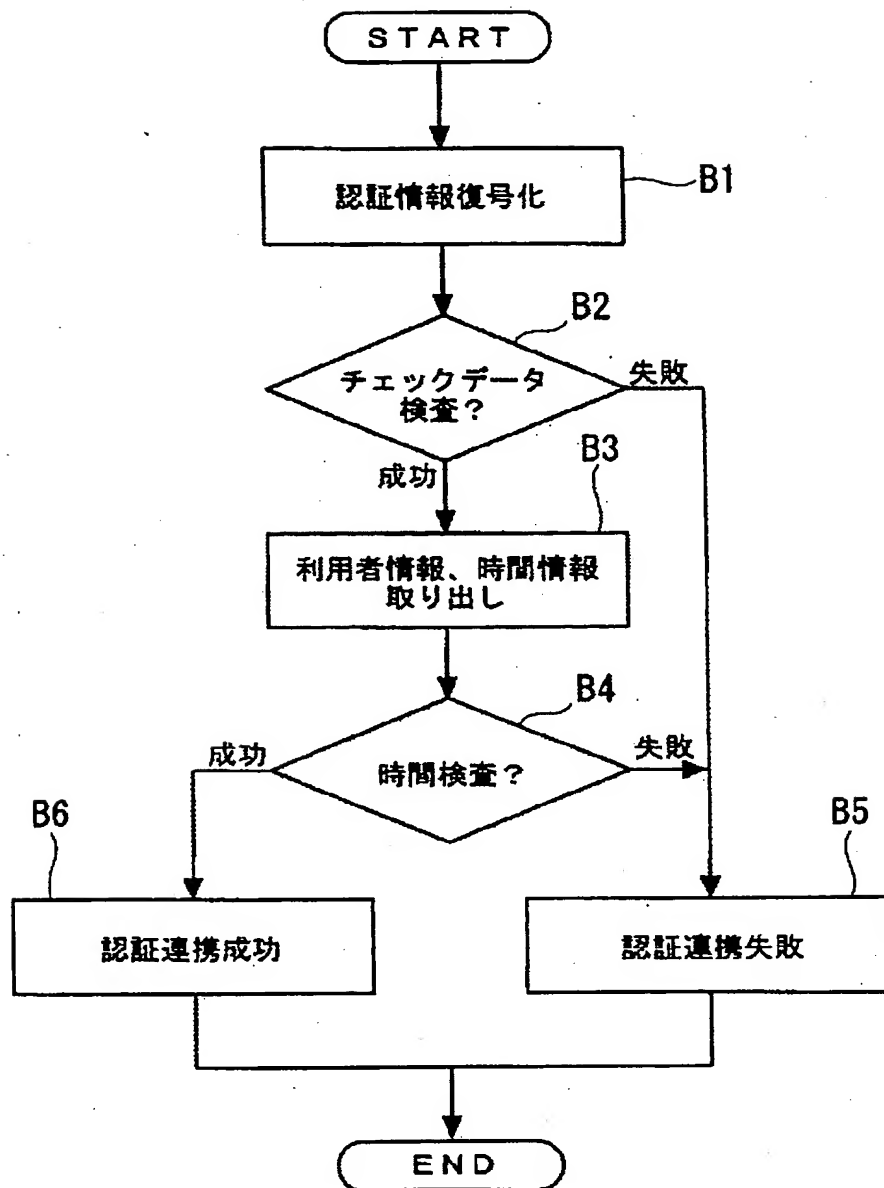 START
認証情報復号化
B1
B2
チェックデータ
検査?
失敗
成功
B3
利用者情報、時間情報
取り出し
B4
成功
時間検査?
失敗
B6
B5
認証連携成功
認証連携失敗
END